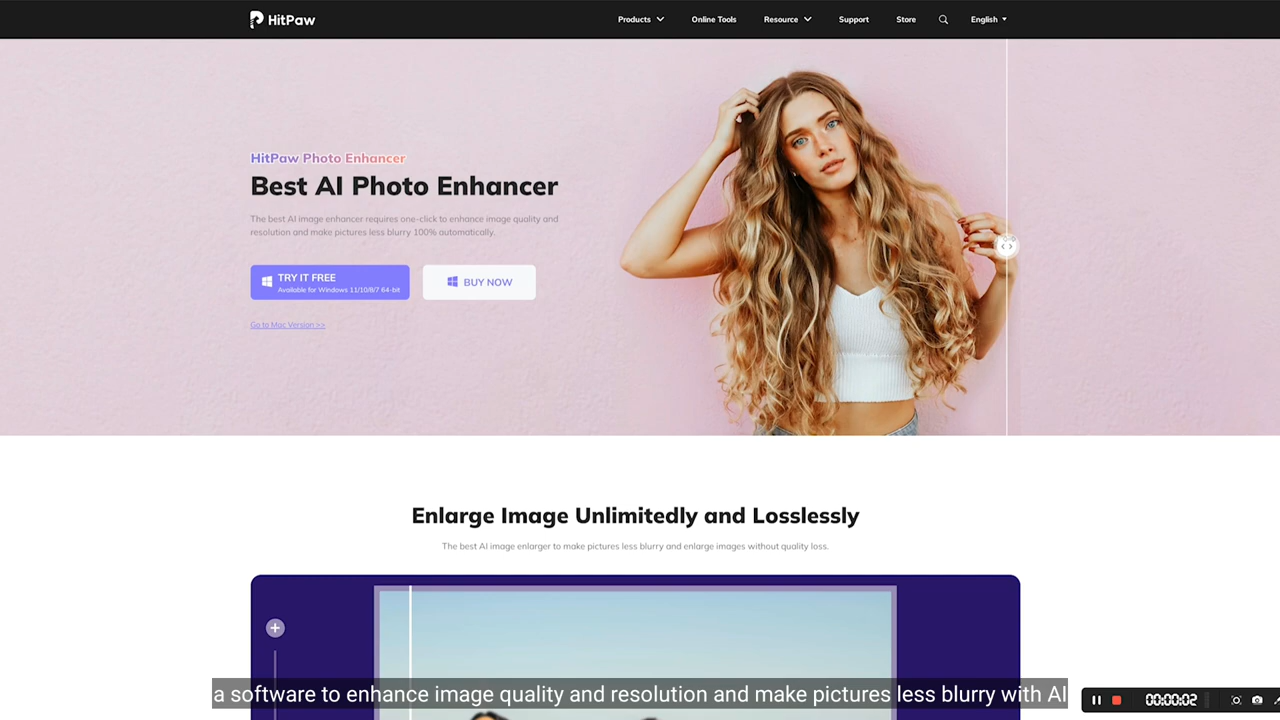 HitPaw
Products
Online Tools
Resource
Support
Store
English
HitPaw Photo Enhancer
Best AI Photo Enhancer
The best AI image enhancer requires one-click to enhance image quality and
resolution and make pictures less blurry 100% automatically.
TRY IT FREE
Available for Windows 11/10/8/7 64-bit
BUY NOW
Go to Mac Version >>
Enlarge Image Unlimitedly and Losslessly
The best AI image enlarger to make pictures less blurry and enlarge images without quality loss.
a software to enhance image quality and resolution and make pictures less blurry with AI
00:00:02